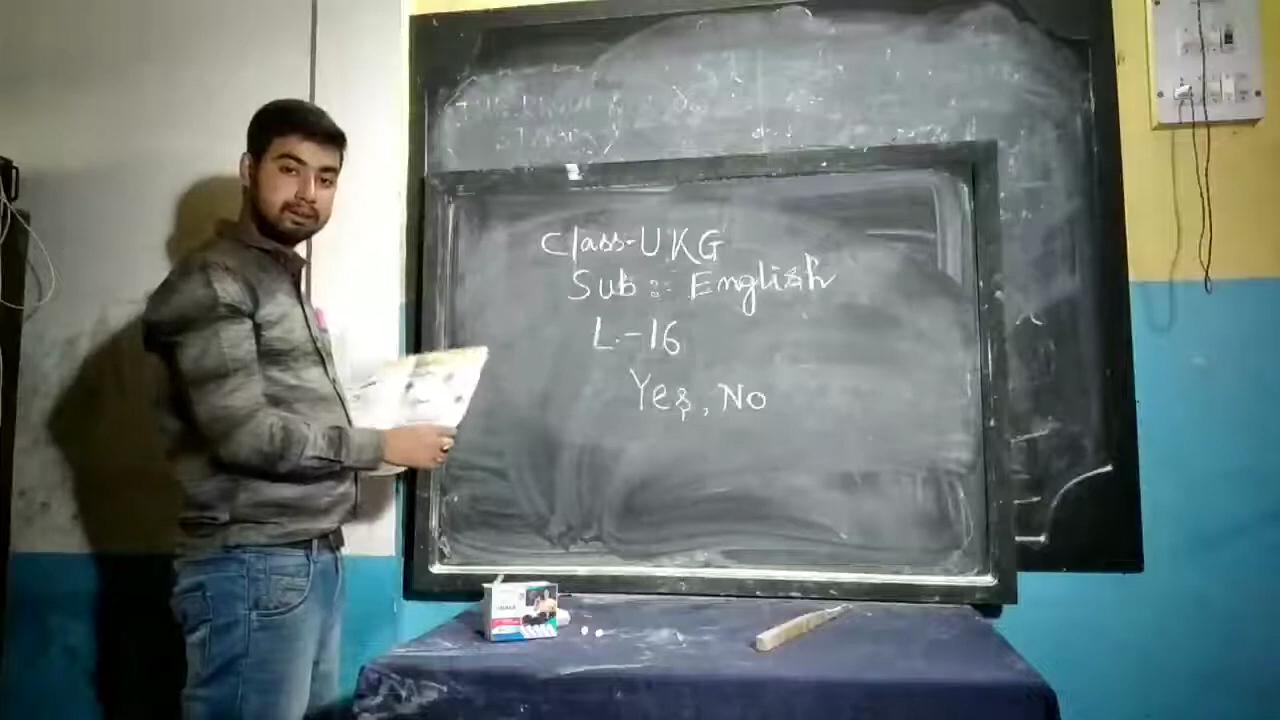 Class-UKG
Sub :- English
L-16
Yes, No